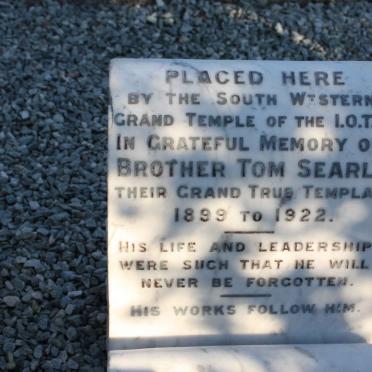 PLACED HERE
BY THE SOUTH WESTERN
GRAND TEMPLE OF THE I.O.T.
IN GRATEFUL MEMORY O
BROTHER TOM SEARL
THEIR GRAND TRUE TEMPLA
1899 TO 1922.
HIS LIFE AND LEADERSHIP
WERE SUCH THAT HE WILL
NEVER BE FORGOTTEN.
HIS WORKS FOLLOW HIM.